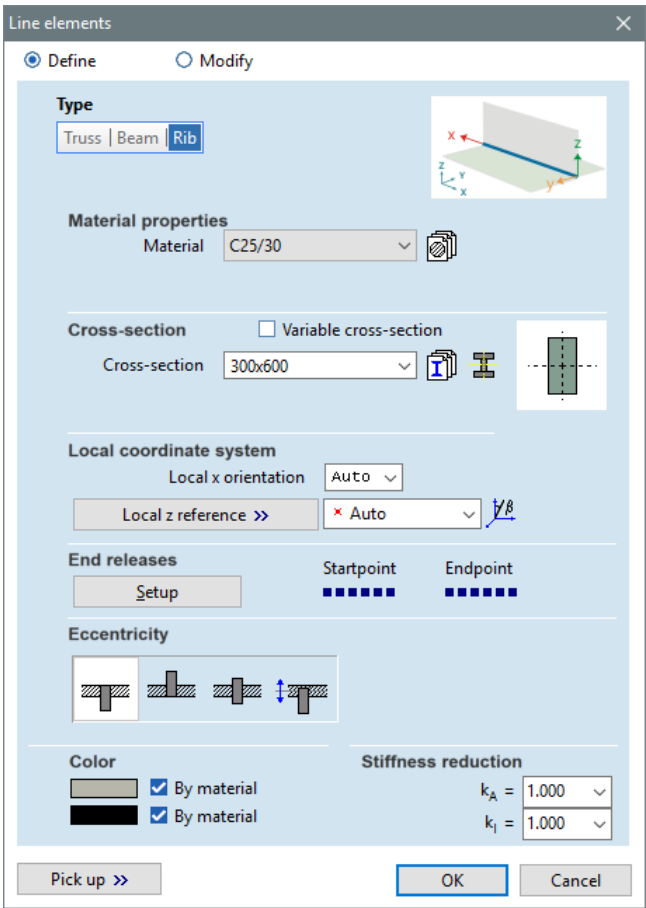 Line elements
Define Modify
Type
Truss | Beam | Rib
x
z
y
Z
Y
X
Material properties
Material C25/30
Cross-section Variable cross-section
Cross-section 300x600
Local coordinate system
Local x orientation Auto
Local z reference >> × Auto β
End releases
Startpoint Endpoint
Setup
Eccentricity
Color Stiffness reduction
By material kA = 1.000
By material kI = 1.000
Pick up >> OK Cancel